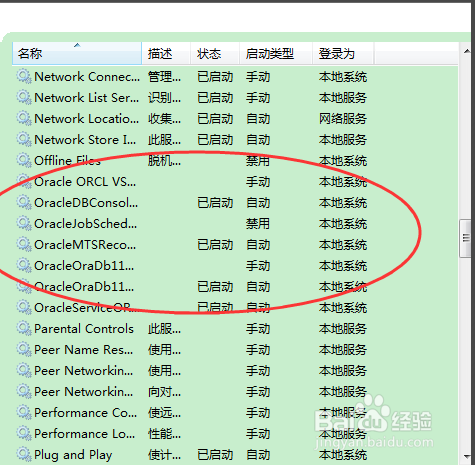 名称 描述 状态 启动类型 登录为
Network Connec... 管理... 已启动 手动 本地系统
Network List Ser... 识别... 已启动 手动 本地服务
Network Locatio... 收集... 已启动 自动 网络服务
Network Store I... 此服... 已启动 自动 本地服务
Offline Files 脱机... 禁用 本地系统
Oracle ORCL VS... 手动 本地系统
OracleDBConsol... 已启动 自动 本地系统
OracleJobSched... 禁用 本地系统
OracleMTSReco... 已启动 自动 本地系统
OracleOraDb11... 手动 本地系统
OracleOraDb11... 已启动 自动 本地系统
OracleServiceOR... 已启动 自动 本地系统
Parental Controls 此服... 手动 本地服务
Peer Name Res... 使用... 手动 本地服务
Peer Networkin... 使用... 手动 本地服务
Peer Networkin... 向对... 手动 本地服务
Performance Co... 使远... 手动 本地服务
Performance Lo... 性能... 手动 本地服务
Plug and Play 使计... 已启动 自动 本地系统
Baidu 经验
jingyan.baidu.com